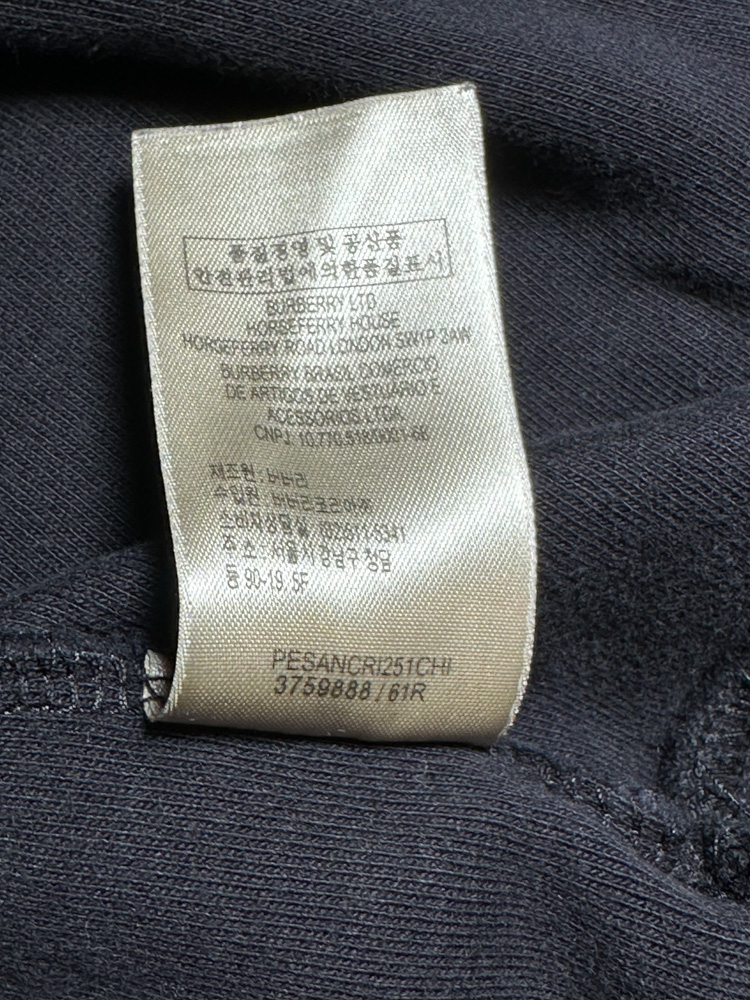 품질경영 및 공산품
안전관리법에의한품질표시
BURBERRY LTD
HORSEFERRY HOUSE
HORSEFERRY ROAD LONDON SW1P 2AW
BURBERRY BRASIL COMERCIO
DE ARTIGOS DE VESTUÁRIO E
ACESSORIOS LTDA
CNPJ 10.770.518/0001-68
제조원 : 버버리
수입원 : 버버리코리아㈜
소비자상담실 (02)911-5341
주 소 : 서울시 강남구 청담
동 90-19, 5F
PESANCRI251CHI
3759888 / 61R